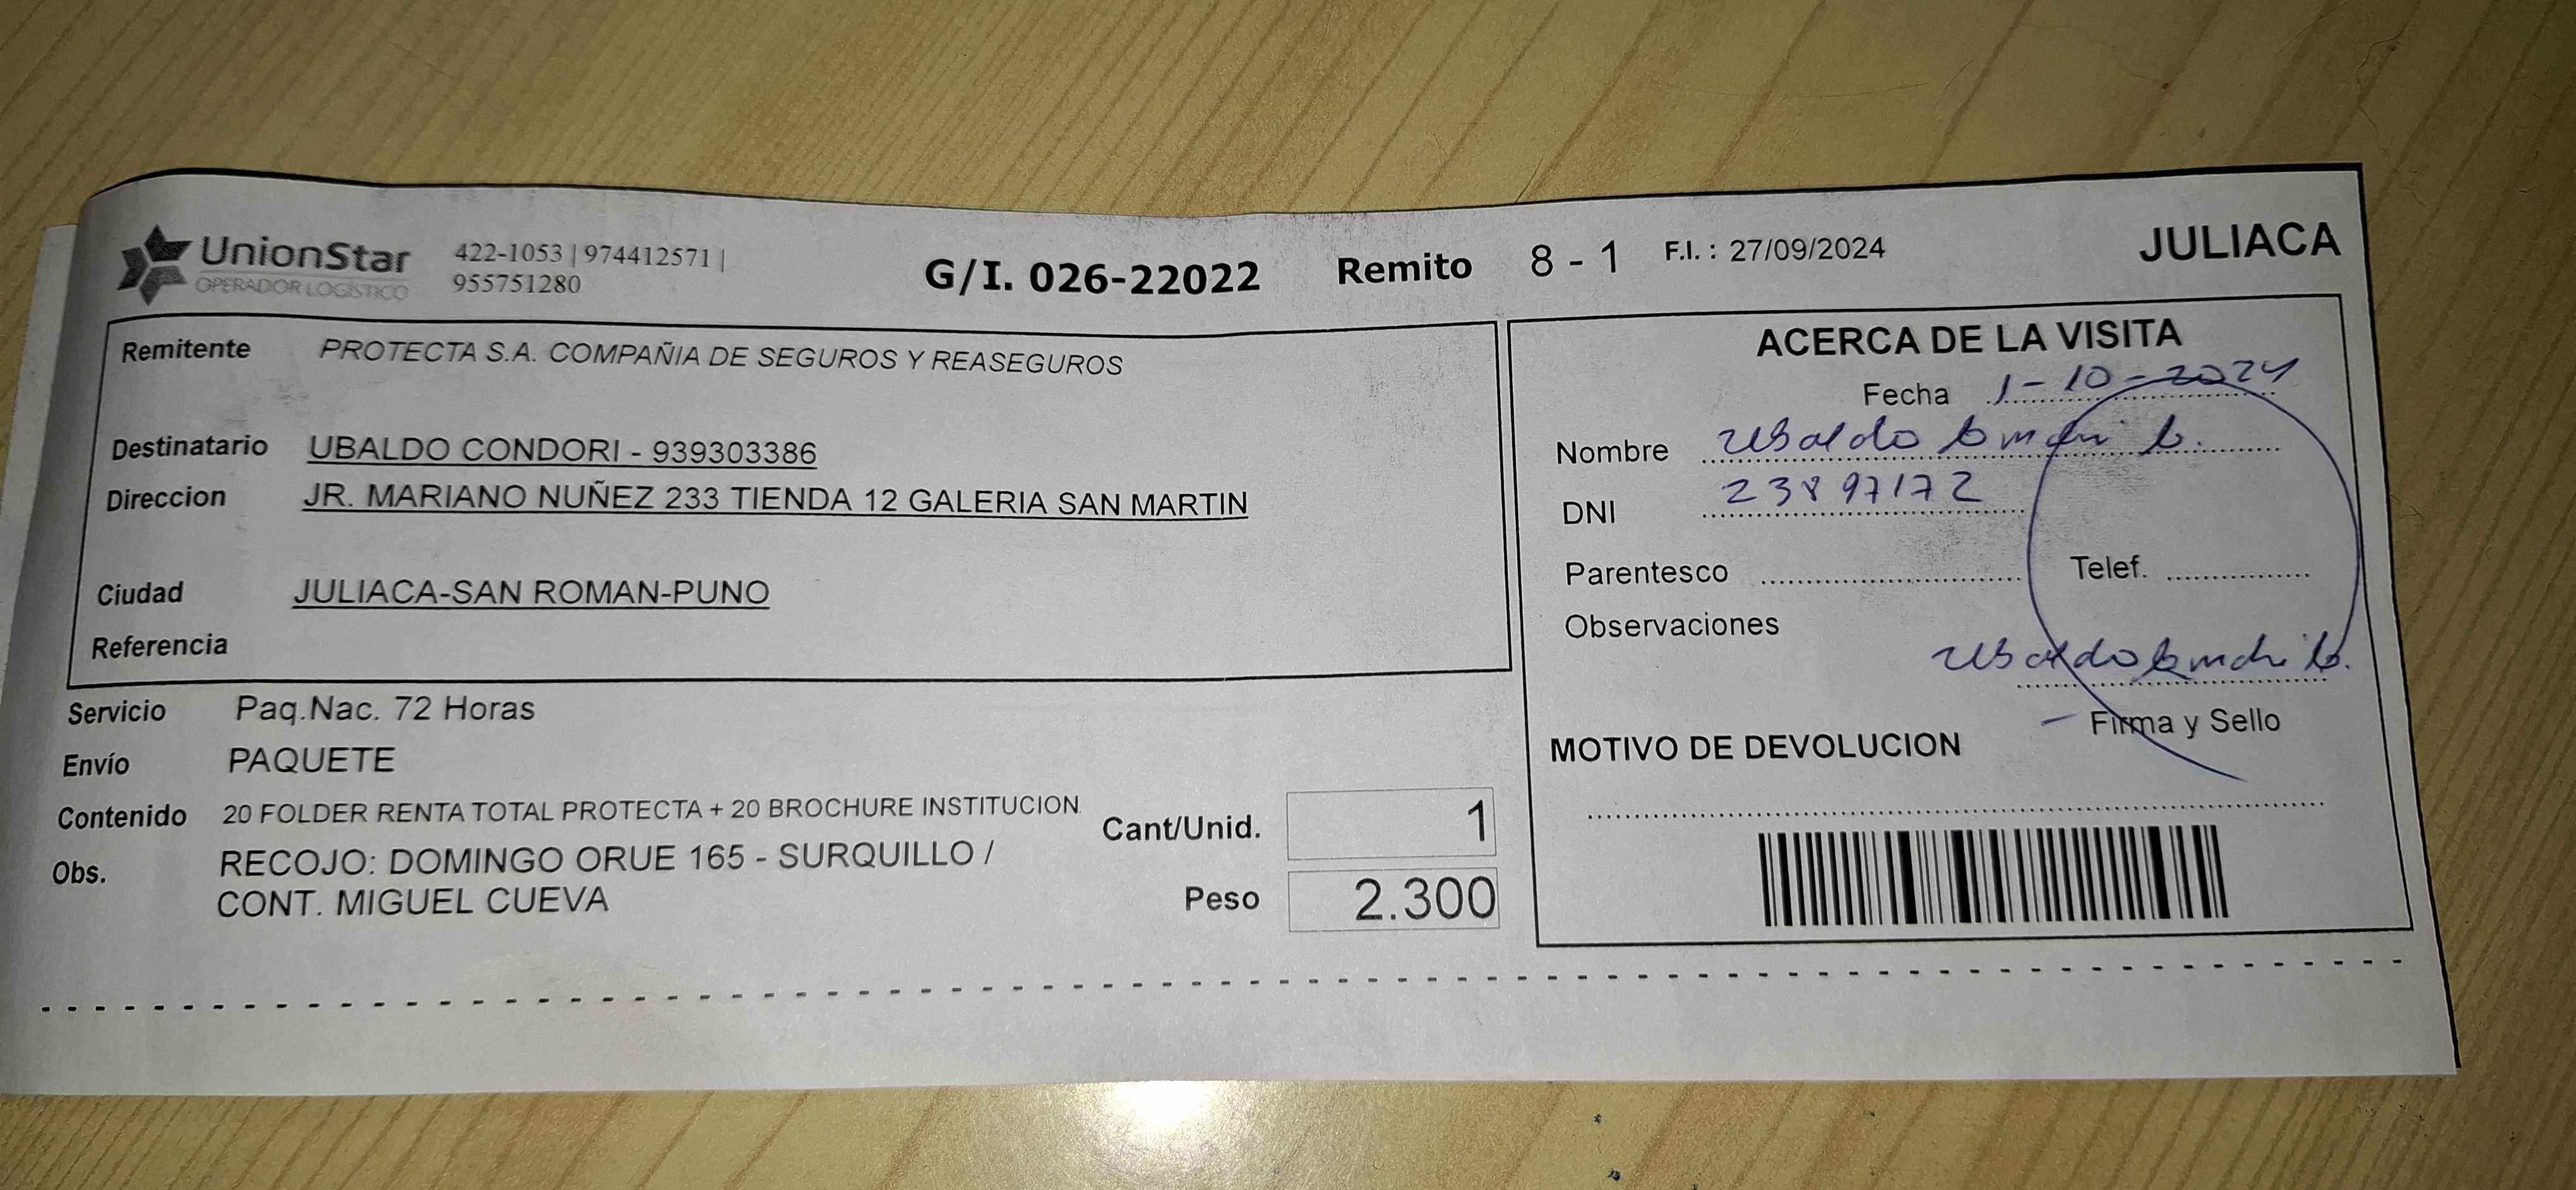 UnionStar
OPERADOR LOGÍSTICO
422-1053 | 974412571 |
955751280
G/I. 026-22022 Remito 8 - 1 F.I. : 27/09/2024 JULIACA
Remitente PROTECTA S.A. COMPAÑIA DE SEGUROS Y REASEGUROS
Destinatario UBALDO CONDORI - 939303386
Direccion JR. MARIANO NUÑEZ 233 TIENDA 12 GALERIA SAN MARTIN
Ciudad JULIACA-SAN ROMAN-PUNO
Referencia
Servicio Paq.Nac. 72 Horas
Envío PAQUETE
Contenido 20 FOLDER RENTA TOTAL PROTECTA + 20 BROCHURE INSTITUCION
Cant/Unid. 1
Obs. RECOJO: DOMINGO ORUE 165 - SURQUILLO /
CONT. MIGUEL CUEVA
Peso 2.300
ACERCA DE LA VISITA
Fecha 1-10-2024
Nombre Ubaldo
DNI 23897172
Parentesco Telef.
Observaciones
Ubaldo
Firma y Sello
MOTIVO DE DEVOLUCION